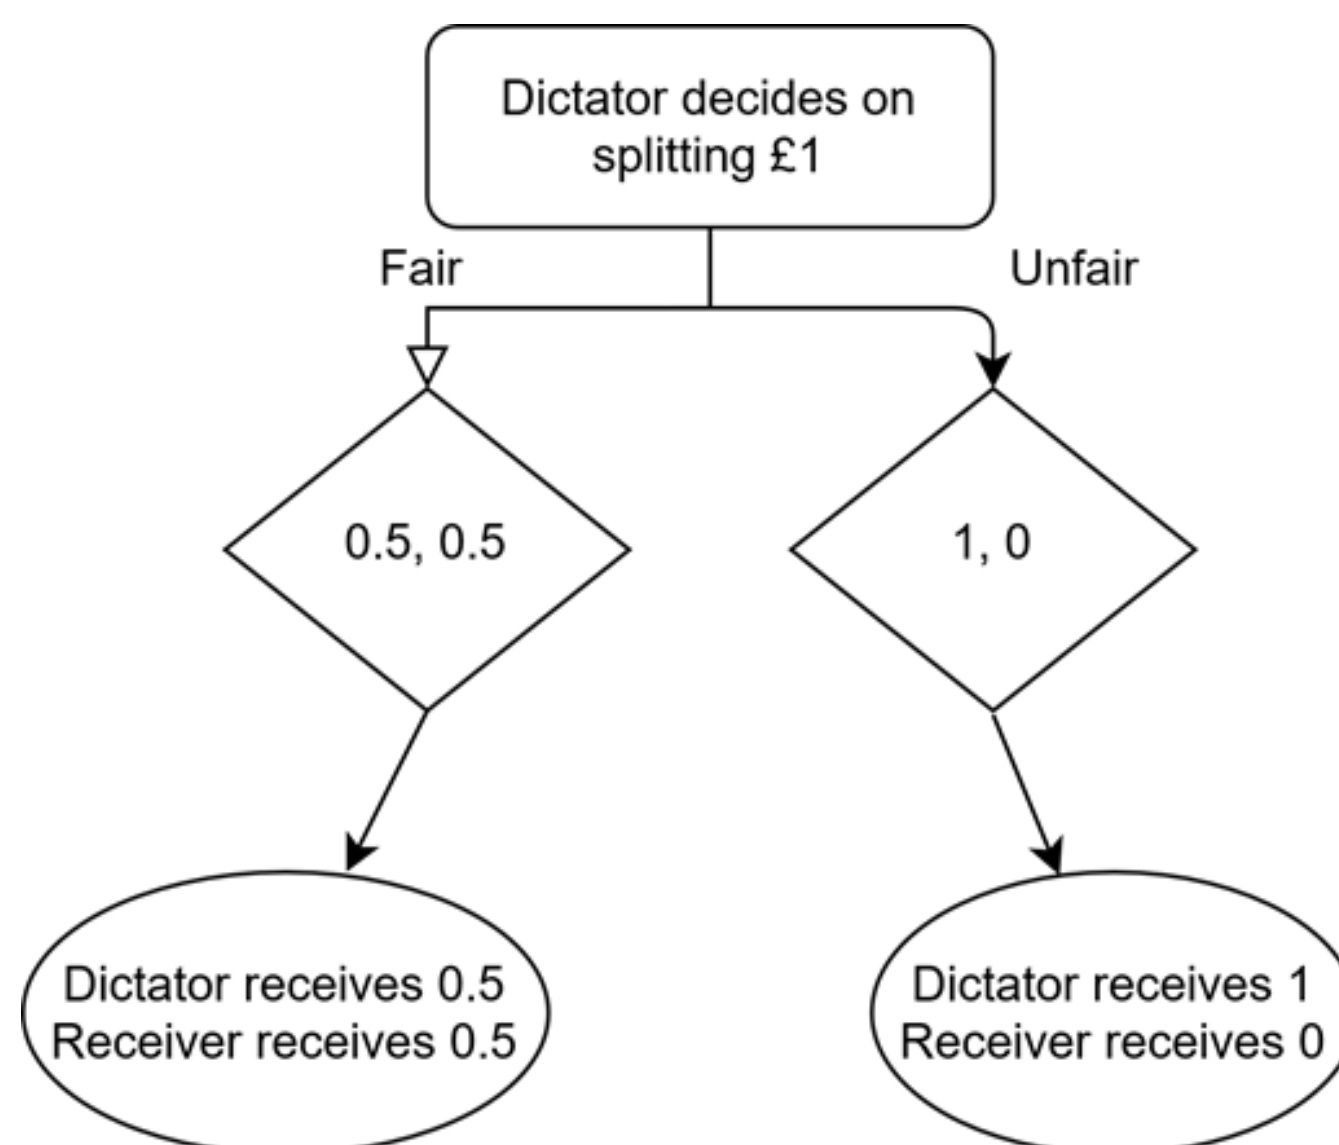 Dictator decides on
splitting £1
Fair
Unfair
0.5, 0.5
1, 0
Dictator receives 0.5
Receiver receives 0.5
Dictator receives 1
Receiver receives 0